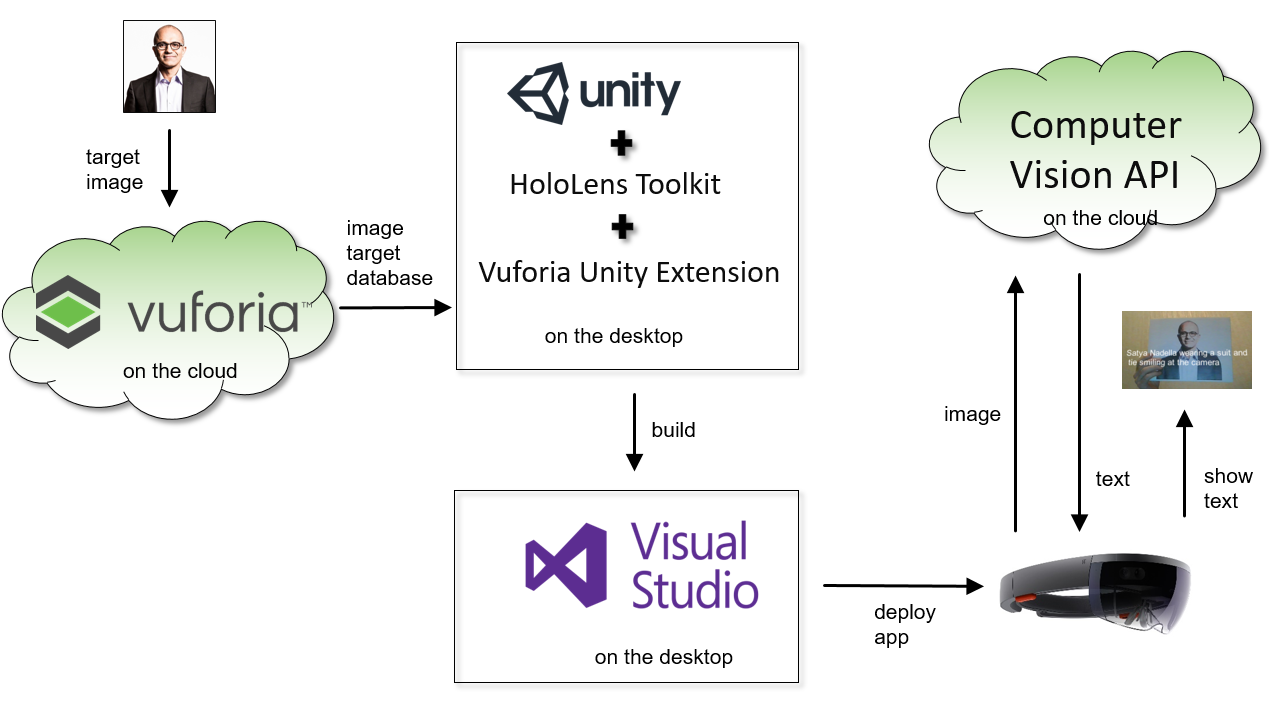 target
image
vuforia™
on the cloud
image
target
database
unity
+
HoloLens Toolkit
+
Vuforia Unity Extension
on the desktop
build
Visual
Studio
on the desktop
deploy
app
Computer
Vision API
on the cloud
image
text
Satya Nadella wearing a suit and
tie smiling at the camera
show
text